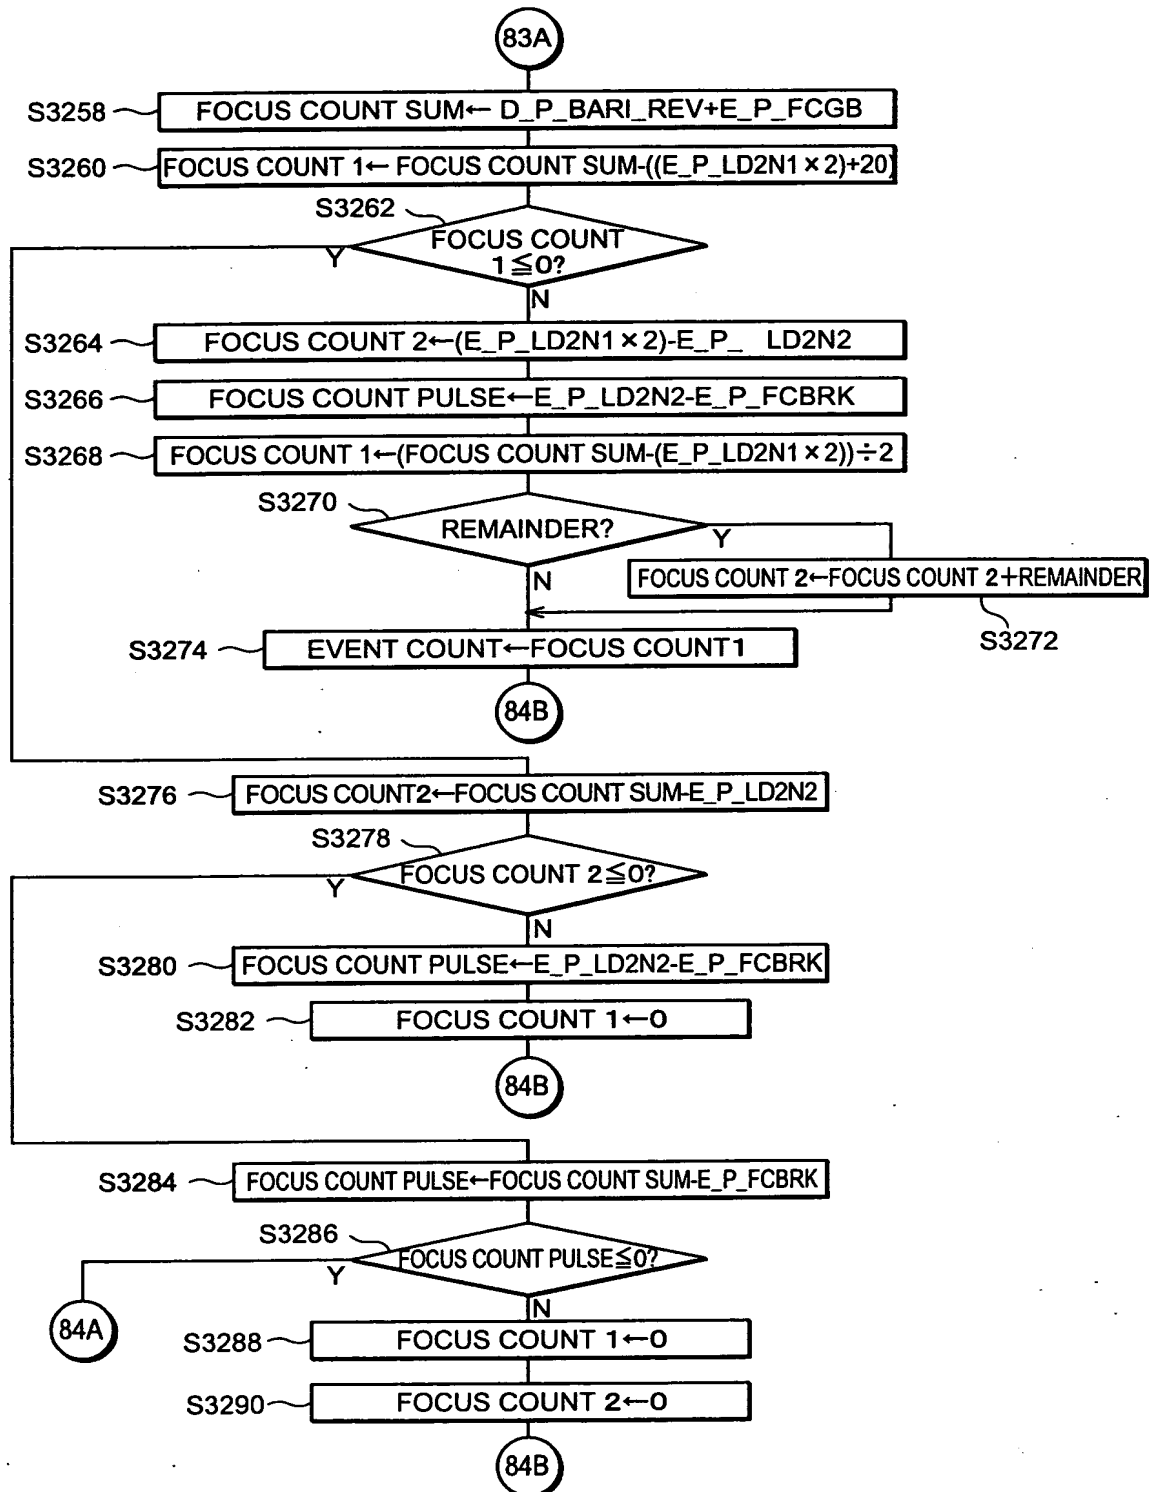 83A
S3258
FOCUS COUNT SUM← D_P_BARI_REV+E_P_FCGB
S3260
FOCUS COUNT 1← FOCUS COUNT SUM-((E_P_LD2N1×2)+20)
S3262
FOCUS COUNT
1≦0?
Y
N
S3264
FOCUS COUNT 2←(E_P_LD2N1×2)-E_P_ LD2N2
S3266
FOCUS COUNT PULSE←E_P_LD2N2-E_P_FCBRK
S3268
FOCUS COUNT 1←(FOCUS COUNT SUM-(E_P_LD2N1×2))÷2
S3270
REMAINDER?
Y
N
FOCUS COUNT 2←FOCUS COUNT 2+REMAINDER
S3272
S3274
EVENT COUNT←FOCUS COUNT1
84B
S3276
FOCUS COUNT2←FOCUS COUNT SUM-E_P_LD2N2
S3278
FOCUS COUNT 2≦0?
Y
N
S3280
FOCUS COUNT PULSE←E_P_LD2N2-E_P_FCBRK
S3282
FOCUS COUNT 1←0
84B
S3284
FOCUS COUNT PULSE←FOCUS COUNT SUM-E_P_FCBRK
S3286
FOCUS COUNT PULSE≦0?
Y
N
84A
S3288
FOCUS COUNT 1←0
S3290
FOCUS COUNT 2←0
84B